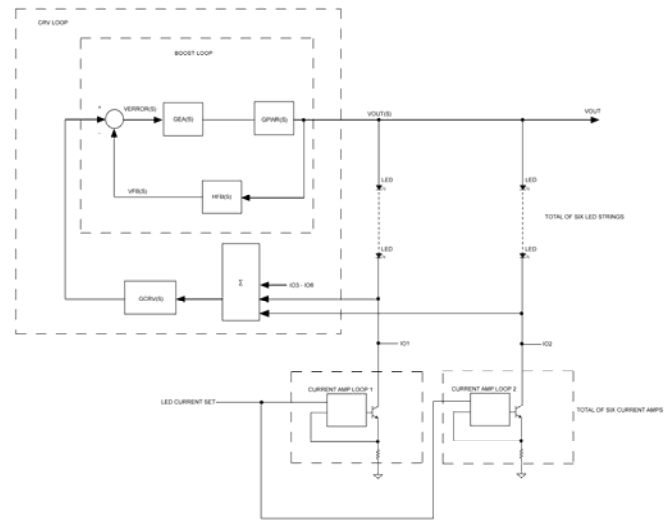 CRV LOOP
BOOST LOOP
+
VERROR(S)
GEA(S)
GPWR(S)
VOUT(S)
VOUT
-
VFB(S)
HFB(S)
LED
LED
TOTAL OF SIX LED STRINGS
LED
LED
GCRV(S)
Σ
IO3 - IO6
IO1
IO2
CURRENT AMP LOOP 1
CURRENT AMP LOOP 2
LED CURRENT SET
TOTAL OF SIX CURRENT AMPS